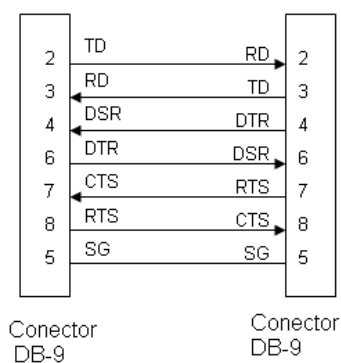 2 TD RD 2
3 RD TD 3
4 DSR DTR 4
6 DTR DSR 6
7 CTS RTS 7
8 RTS CTS 8
5 SG SG 5
Conector DB-9
Conector DB-9